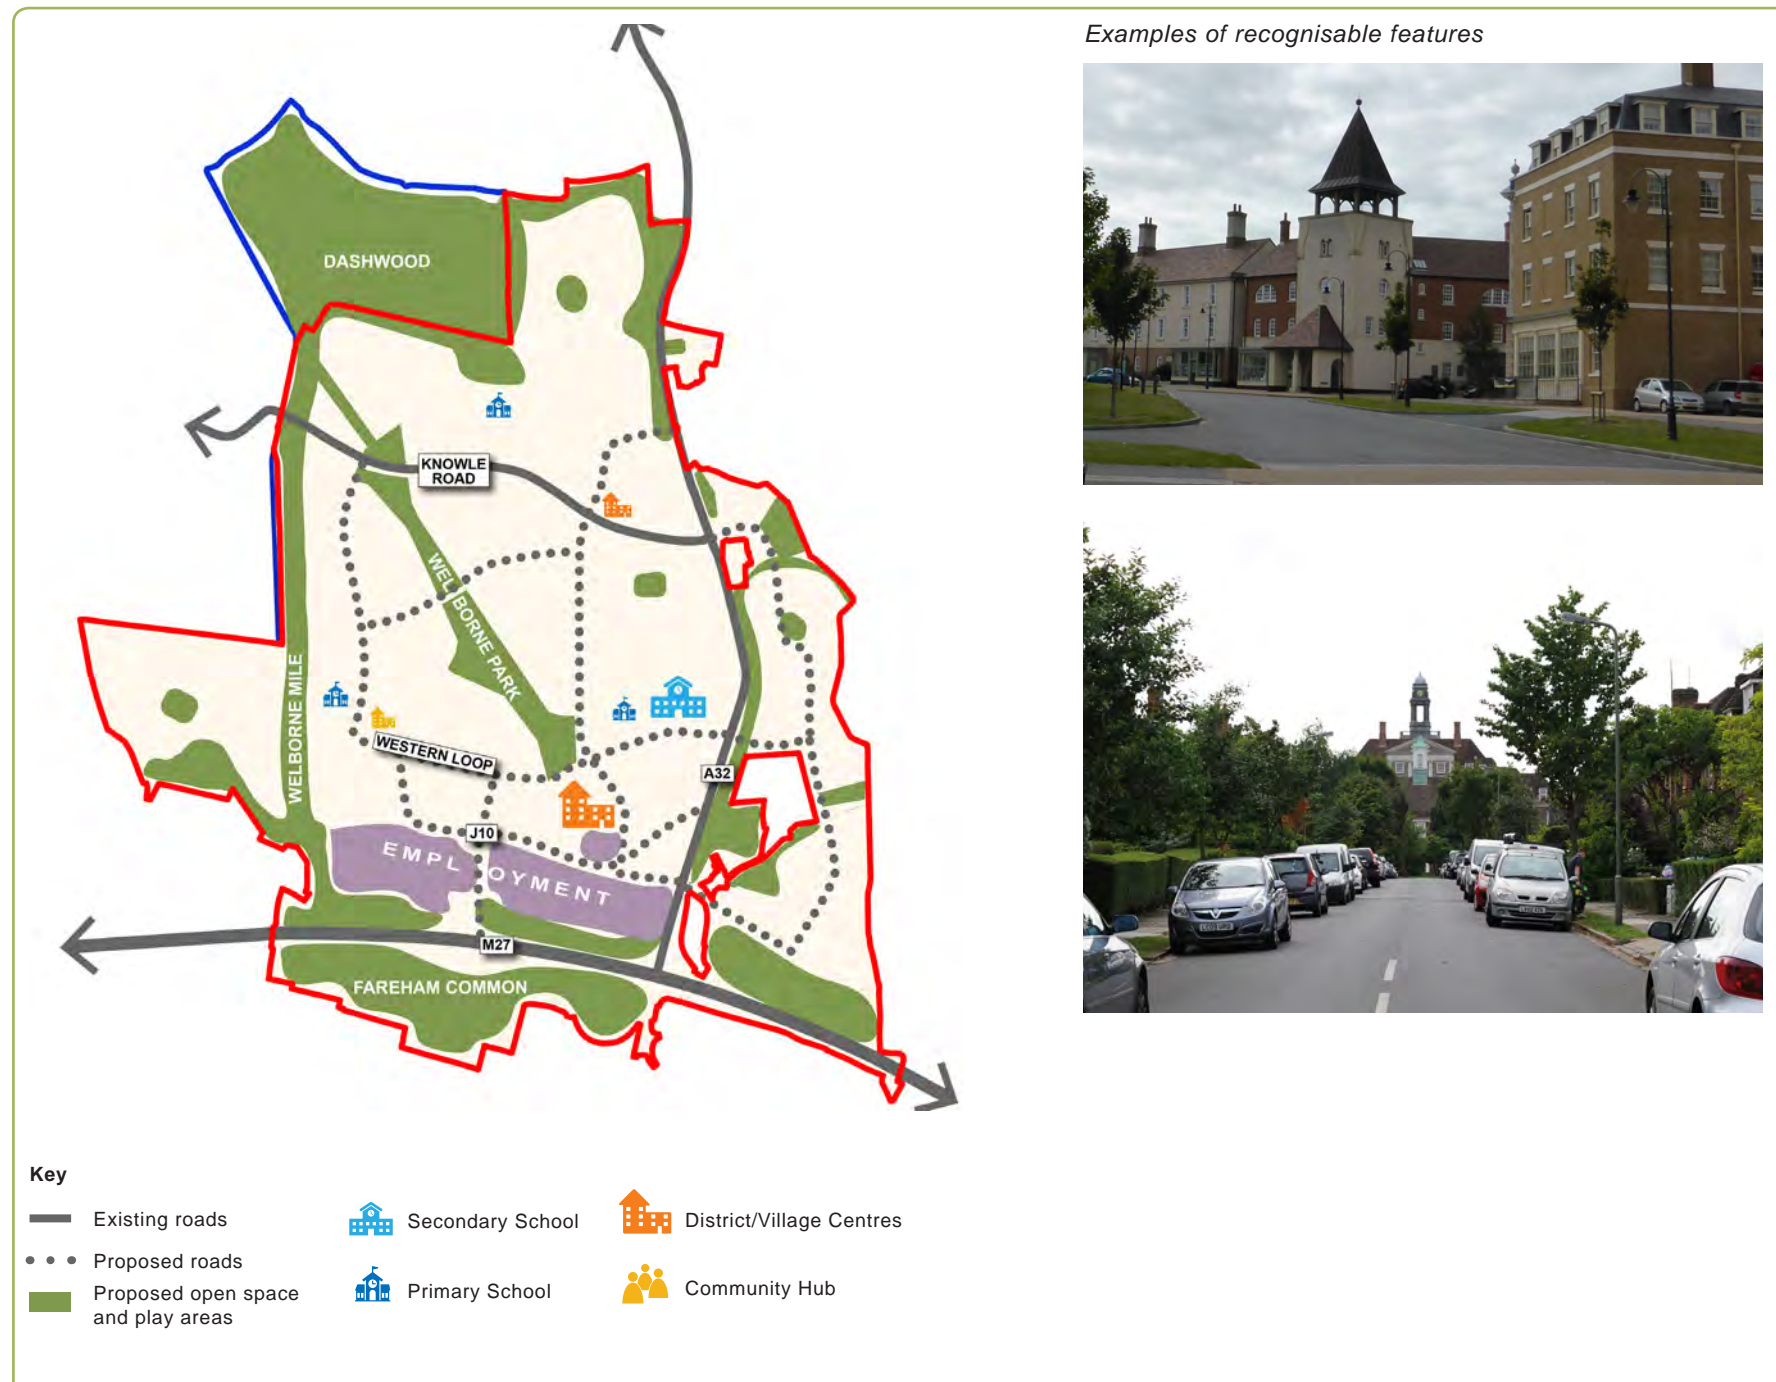 Examples of recognisable features
DASHWOOD
KNOWLE
ROAD
WELBORNE PARK
WELBORNE MILE
WESTERN LOOP
A32
J10
EMPLOYMENT
M27
FAREHAM COMMON
Key
Existing roads
Proposed roads
Proposed open space
and play areas
Secondary School
Primary School
District/Village Centres
Community Hub